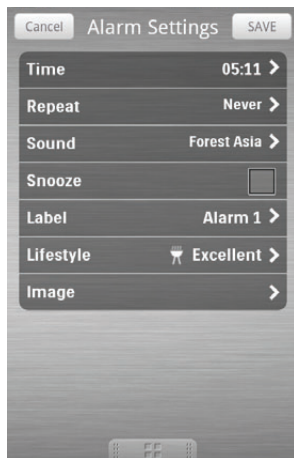 Cancel Alarm Settings SAVE
Time 05:11
Repeat Never
Sound Forest Asia
Snooze
Label Alarm 1
Lifestyle Excellent
Image